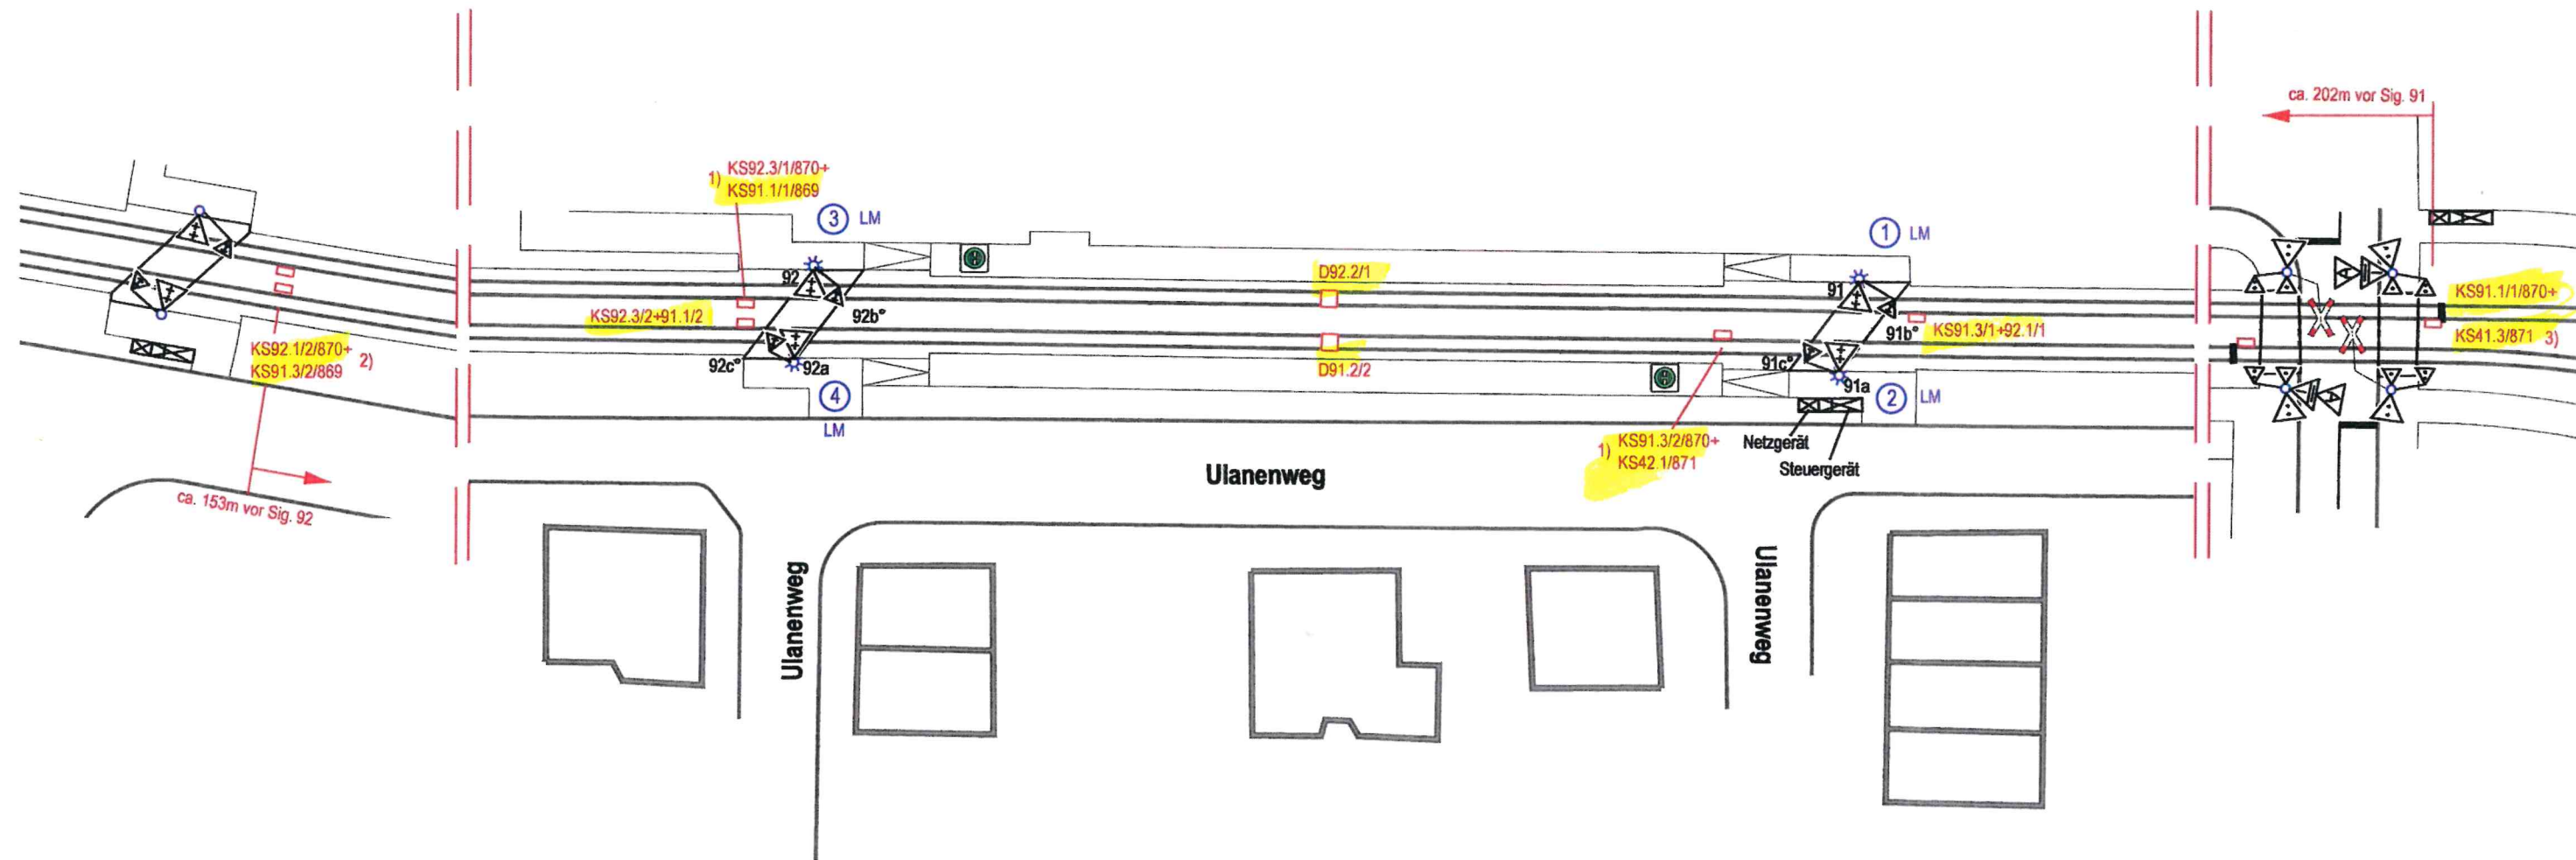 ca. 202m vor Sig. 91
KS92.3/1/870+
1) KS91.1/1/869
3 LM
1 LM
92
D92.2/1
91
KS91.1/1/870+
KS92.3/2+91.1/2
92b°
91b°
KS91.3/1+92.1/1
KS41.3/871 3)
KS92.1/2/870+ 2)
KS91.3/2/869
92c°
92a
D91.2/2
91c°
91a
4
LM
2 LM
KS91.3/2/870+
1) KS42.1/871
Netzgerät
Steuergerät
Ulanenweg
ca. 153m vor Sig. 92
Ulanenweg
Ulanenweg
A
A